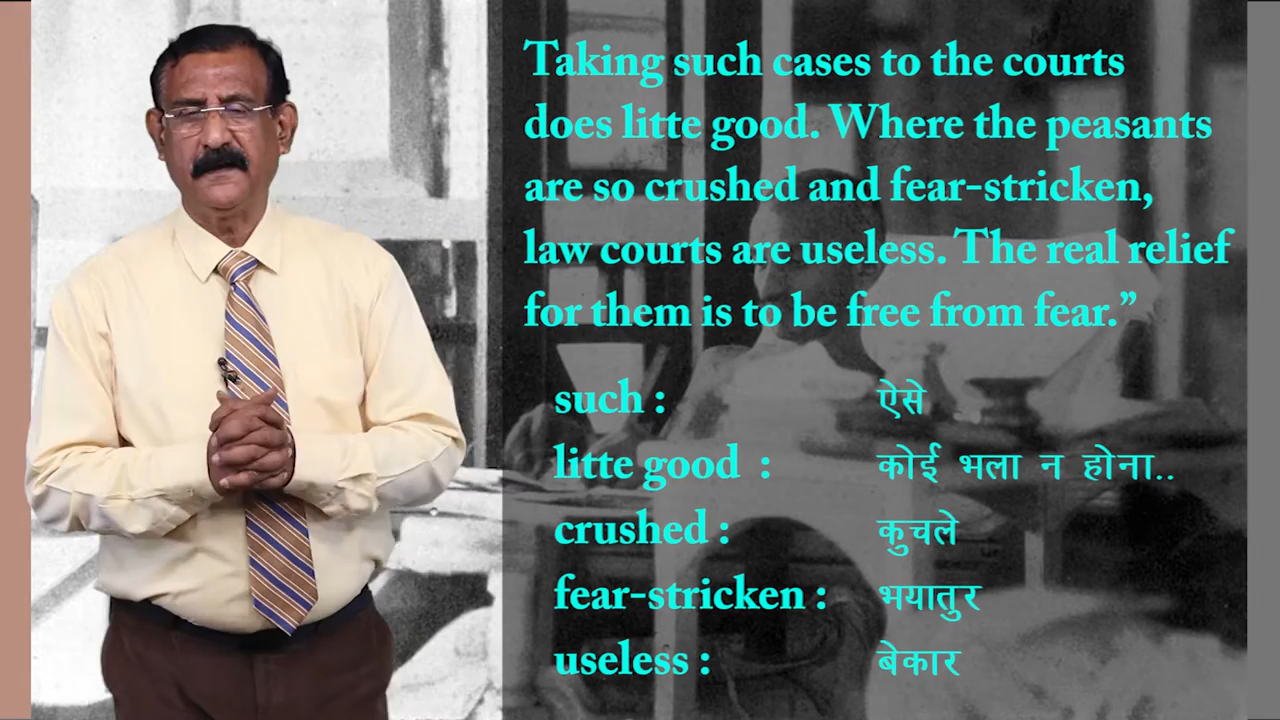 Taking such cases to the courts
does litte good. Where the peasants
are so crushed and fear-stricken,
law courts are useless. The real relief
for them is to be free from fear.”
such : ऐसे
litte good : कोई भला न होना..
crushed : कुचले
fear-stricken : भयातुर
useless : बेकार